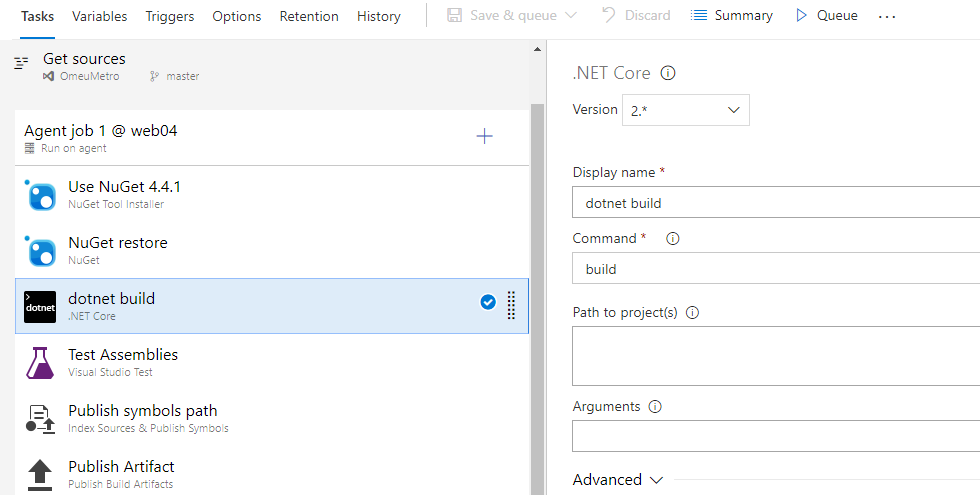 Tasks Variables Triggers Options Retention History Save & queue Discard Summary Queue ...
Get sources
OmeuMetro master
Agent job 1 @ web04
Run on agent
Use NuGet 4.4.1
NuGet Tool Installer
NuGet restore
NuGet
dotnet
dotnet build
.NET Core
Test Assemblies
Visual Studio Test
Publish symbols path
Index Sources & Publish Symbols
Publish Artifact
Publish Build Artifacts
.NET Core
Version 2.*
Display name *
dotnet build
Command *
build
Path to project(s)
Arguments
Advanced